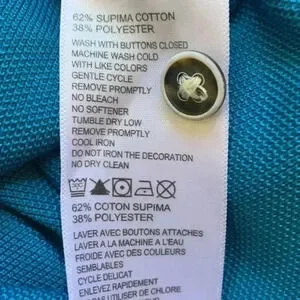 62% SUPIMA COTTON
38% POLYESTER
WASH WITH BUTTONS CLOSED
MACHINE WASH COLD
WITH LIKE COLORS
GENTLE CYCLE
REMOVE PROMPTLY
NO BLEACH
NO SOFTENER
TUMBLE DRY LOW
REMOVE PROMPTLY
COOL IRON
DO NOT IRON THE DECORATION
NO DRY CLEAN
62% COTON SUPIMA
38% POLYESTER
LAVER AVEC BOUTONS ATTACHES
LAVER A LA MACHINE A L'EAU
FROIDE AVEC DES COULEURS
SEMBLABLES
CYCLE DELICAT
ENLEVEZ RAPIDEMENT
UTILISER DE CHLORE